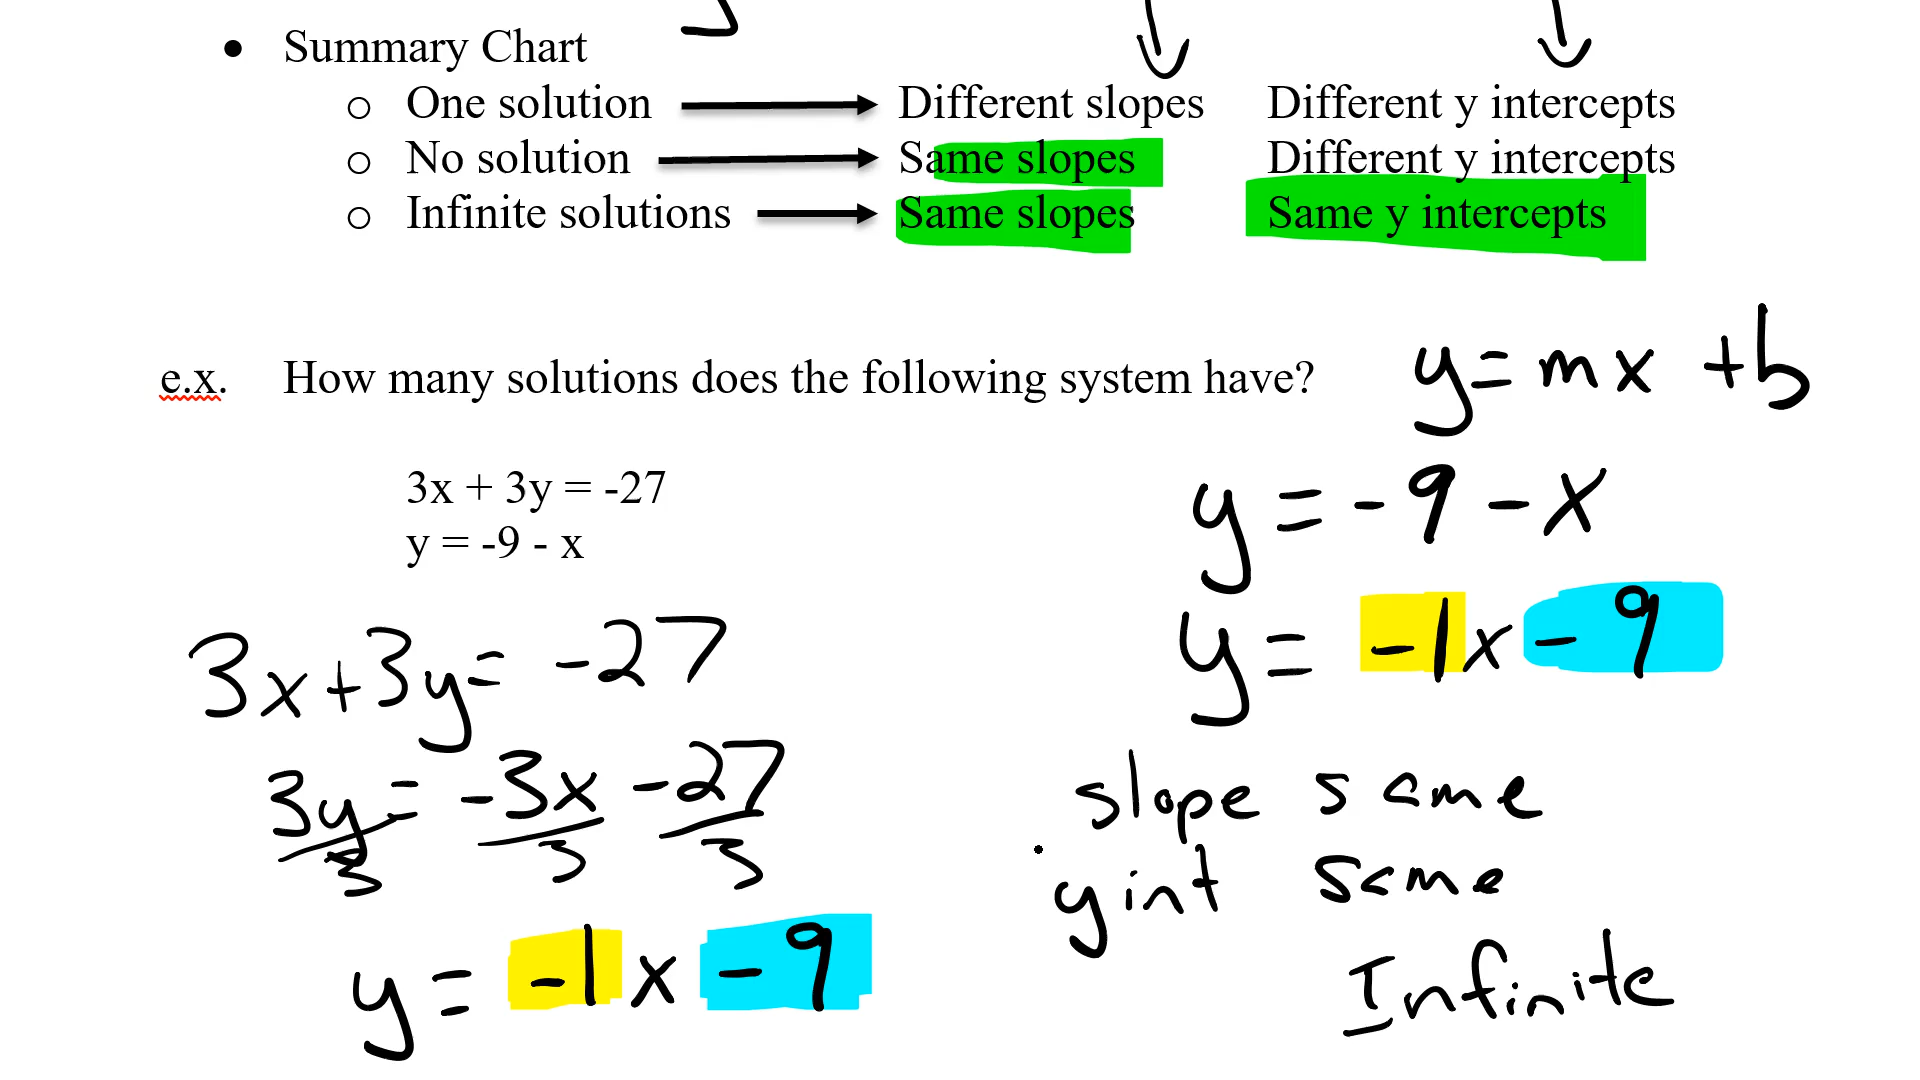 • Summary Chart
o One solution Different slopes Different y intercepts
o No solution Same slopes Different y intercepts
o Infinite solutions Same slopes Same y intercepts
e.x. How many solutions does the following system have?
y = mx + b
3x + 3y = -27
y = -9 - x
y = - 9 - x
y = -1x - 9
3x + 3y = -27
3y = -3x - 27
3 3 3
y = -1x - 9
slope same
y int same
Infinite